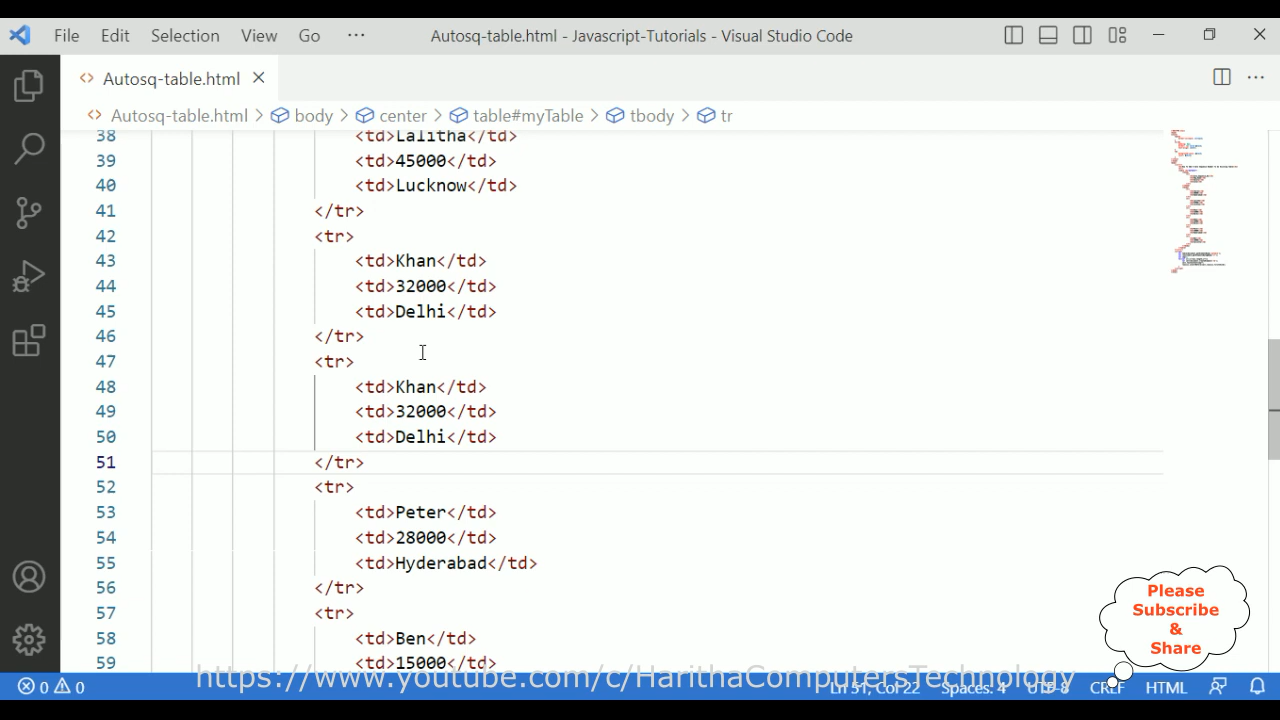 File Edit Selection View Go ··· Autosq-table.html - Javascript-Tutorials - Visual Studio Code
Autosq-table.html
Autosq-table.html > body > center > table#myTable > tbody > tr
38 <td>Lalitha</td>
39 <td>45000</td>
40 <td>Lucknow</td>
41 </tr>
42 <tr>
43 <td>Khan</td>
44 <td>32000</td>
45 <td>Delhi</td>
46 </tr>
47 <tr>
48 <td>Khan</td>
49 <td>32000</td>
50 <td>Delhi</td>
51 </tr>
52 <tr>
53 <td>Peter</td>
54 <td>28000</td>
55 <td>Hyderabad</td>
56 </tr>
57 <tr>
58 <td>Ben</td>
59 <td>15000</td>
Please
Subscribe
&
Share
https://www.youtube.com/c/HarithaComputersTechnology
0 0 Ln 51, Col 22 Spaces: 4 UTF-8 CRLF HTML